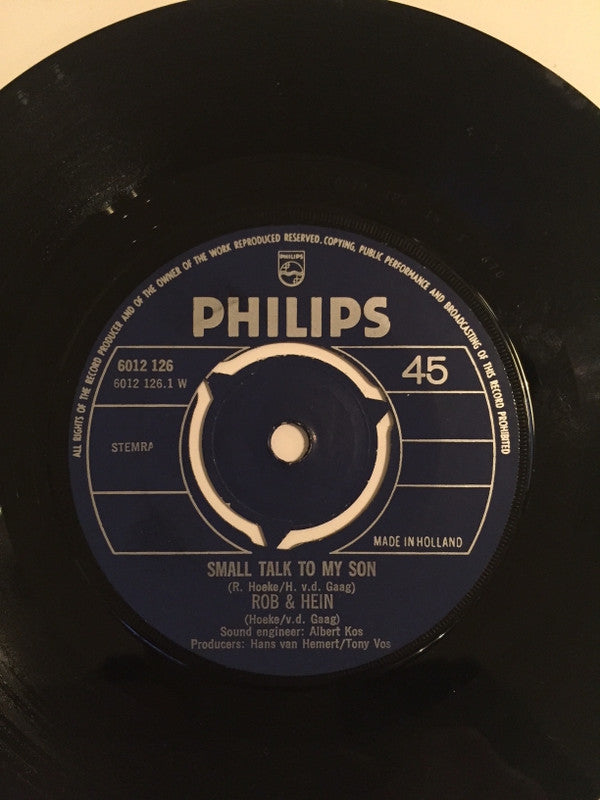 ALL RIGHTS OF THE RECORD PRODUCER AND OF THE OWNER OF THE WORK REPRODUCED RESERVED. COPYING, PUBLIC PERFORMANCE AND BROADCASTING OF THIS RECORD PROHIBITED
PHILIPS
PHILIPS
6012 126
6012 126.1 W
45
STEMRA
MADE IN HOLLAND
SMALL TALK TO MY SON
(R. Hoeke/H. v.d. Gaag)
ROB & HEIN
(Hoeke/v.d. Gaag)
Sound engineer: Albert Kos
Producers: Hans van Hemert/Tony Vos